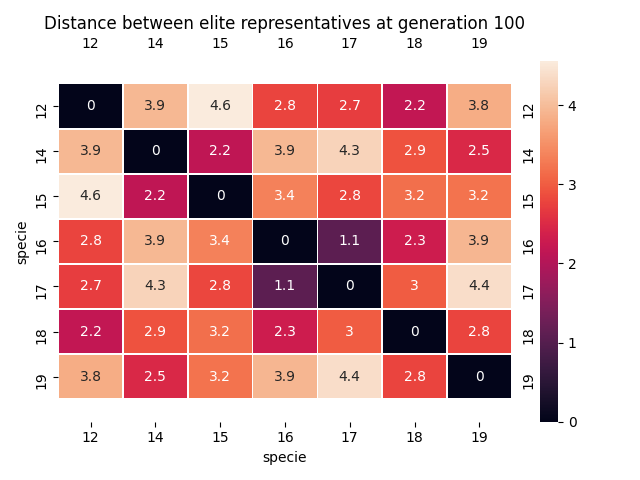 Distance between elite representatives at generation 100
12 14 15 16 17 18 19
12 0 3.9 4.6 2.8 2.7 2.2 3.8 12
14 3.9 0 2.2 3.9 4.3 2.9 2.5 14
15 4.6 2.2 0 3.4 2.8 3.2 3.2 15
16 2.8 3.9 3.4 0 1.1 2.3 3.9 16
17 2.7 4.3 2.8 1.1 0 3 4.4 17
18 2.2 2.9 3.2 2.3 3 0 2.8 18
19 3.8 2.5 3.2 3.9 4.4 2.8 0 19
specie
12 14 15 16 17 18 19
specie
4
3
2
1
0